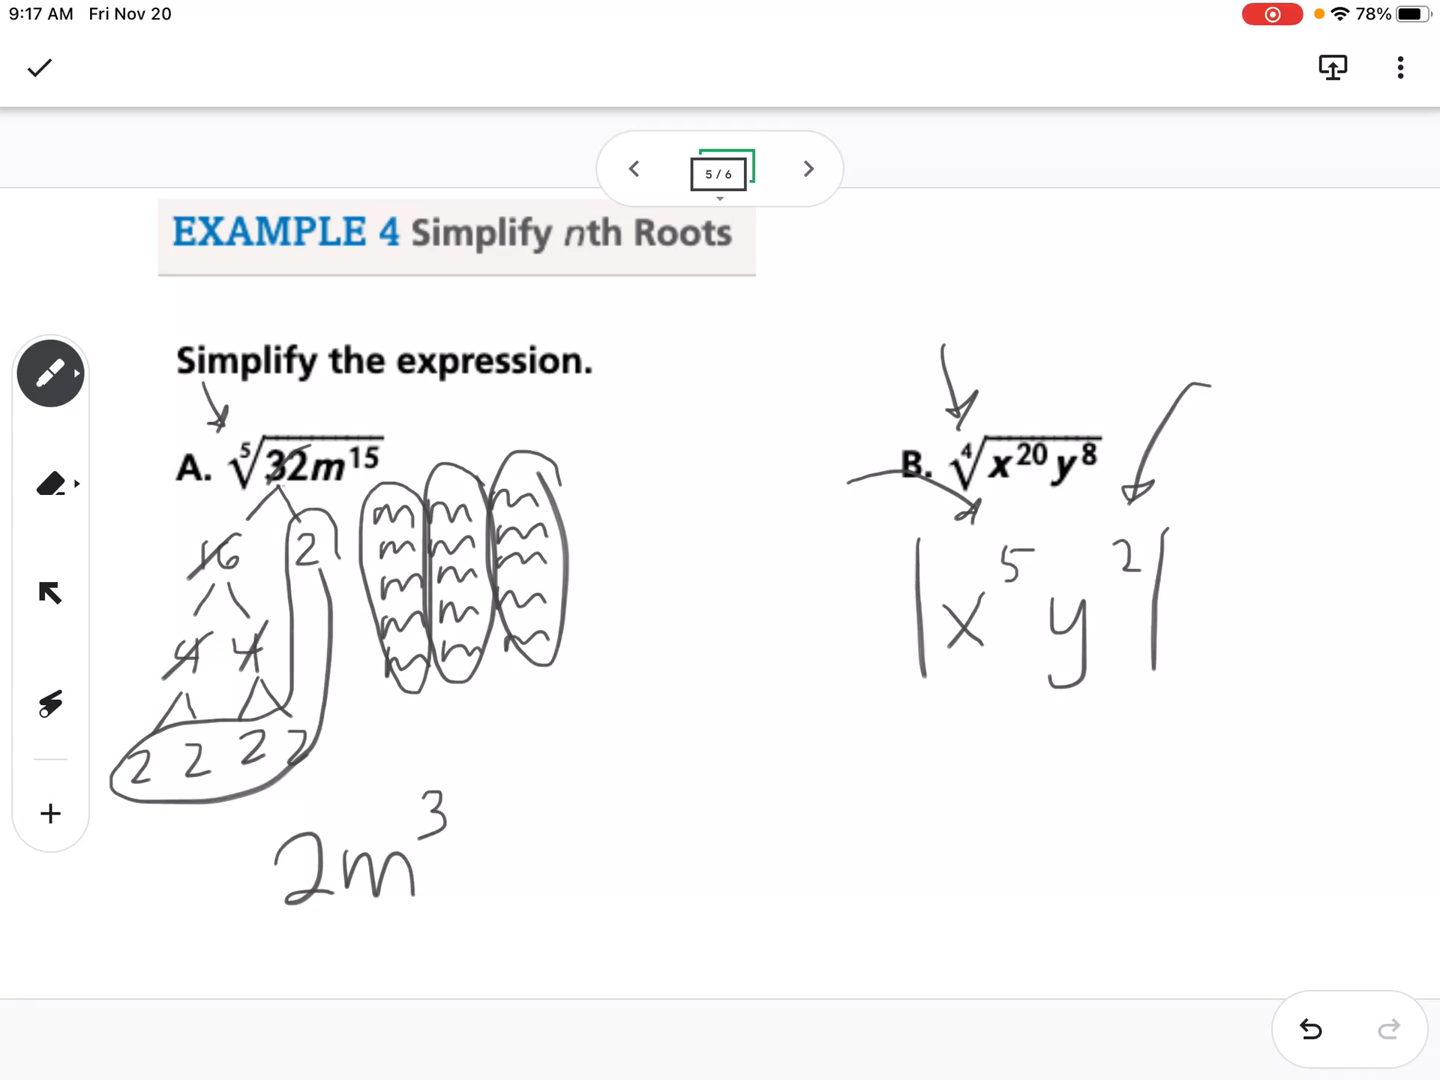 9:17 AM Fri Nov 20 78%
5 / 6
EXAMPLE 4 Simplify nth Roots
Simplify the expression.
A. ⁵√32m¹⁵
16 2
4 4
2 2 2 2
m m m
m m m
m m m
m m m
m m m
2m³
B. ⁴√x²⁰y⁸
|x⁵y²|